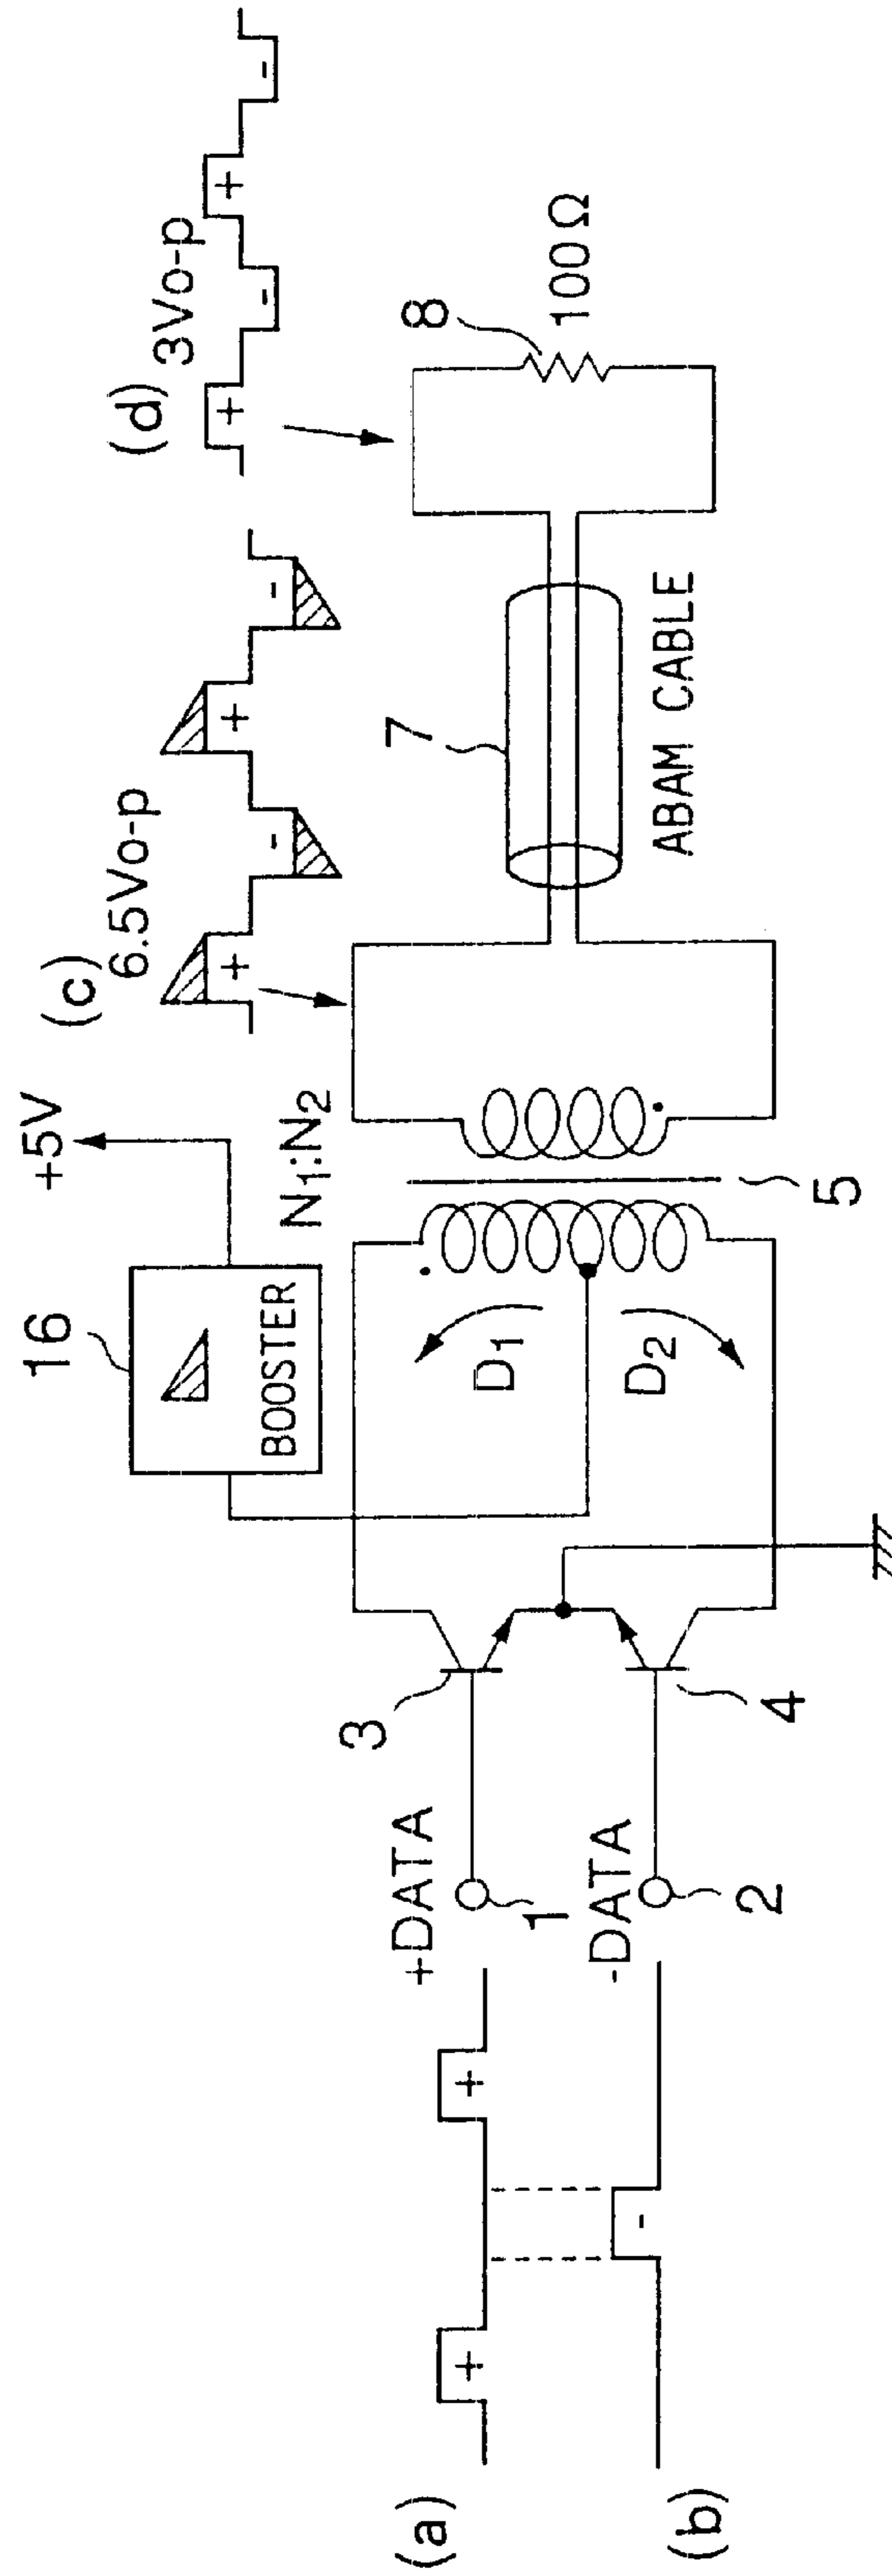 (a)
(b)
+
+
-
+DATA
1
-DATA
2
3
4
16
BOOSTER
+5V
D1
D2
N1:N2
5
(c)
6.5Vo-p
+
-
+
-
7
ABAM CABLE
(d)
3Vo-p
+
-
+
-
8
100Ω